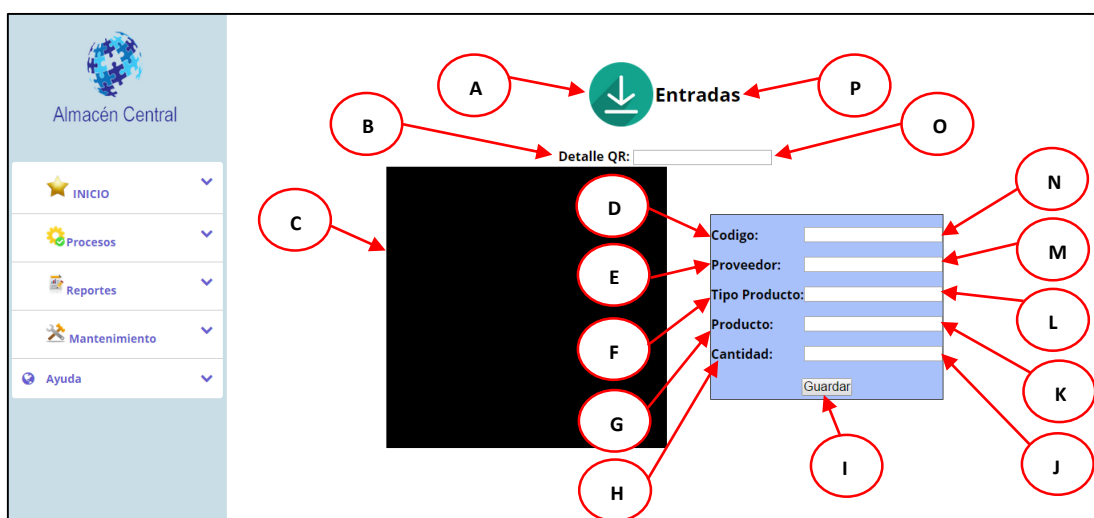 Almacén Central
INICIO
Procesos
Reportes
Mantenimiento
Ayuda
A
Entradas
P
B
Detalle QR:
O
C
D
Codigo:
N
E
Proveedor:
M
F
Tipo Producto:
L
G
Producto:
K
H
Cantidad:
J
Guardar
I